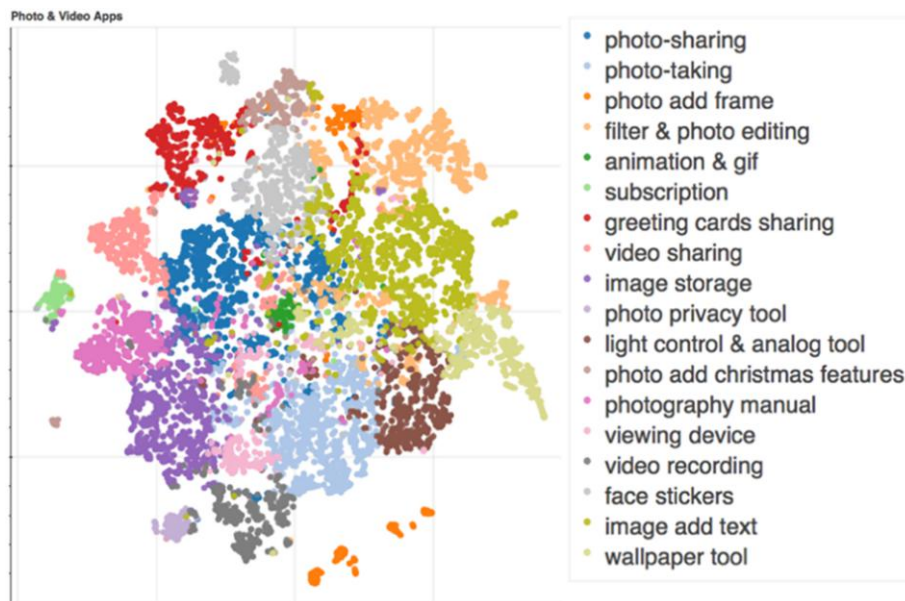 Photo & Video Apps
photo-sharing
photo-taking
photo add frame
filter & photo editing
animation & gif
subscription
greeting cards sharing
video sharing
image storage
photo privacy tool
light control & analog tool
photo add christmas features
photography manual
viewing device
video recording
face stickers
image add text
wallpaper tool